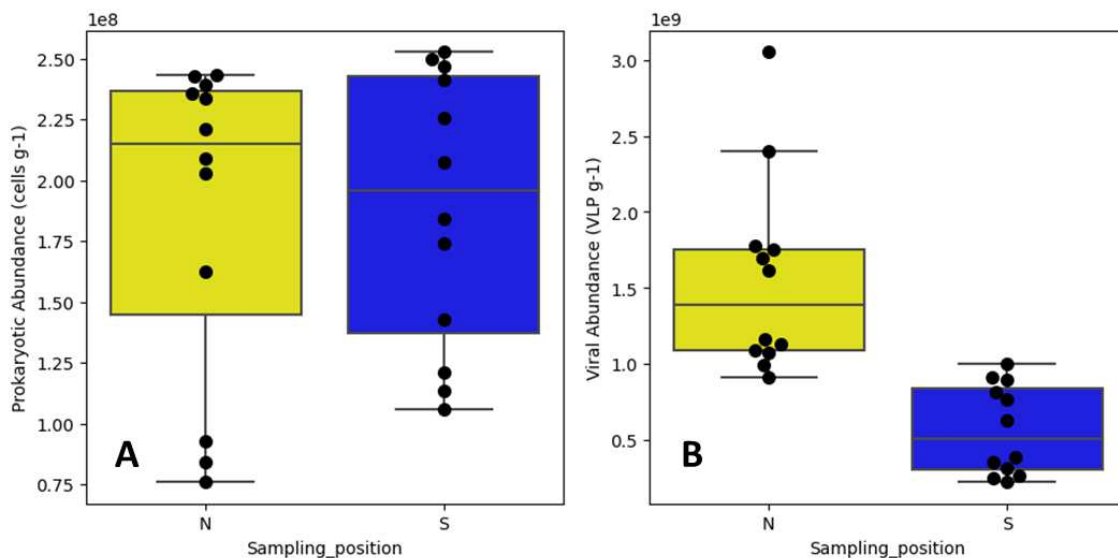 1e8
Prokaryotic Abundance (cells g-1)
2.50
2.25
2.00
1.75
1.50
1.25
1.00
0.75
A
N
S
Sampling_position
1e9
Viral Abundance (VLP g-1)
3.0
2.5
2.0
1.5
1.0
0.5
B
N
S
Sampling_position